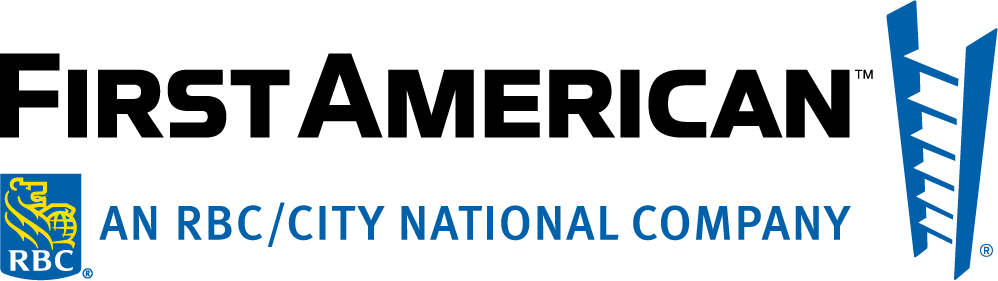 FIRST AMERICAN™
RBC®
AN RBC/CITY NATIONAL COMPANY
®